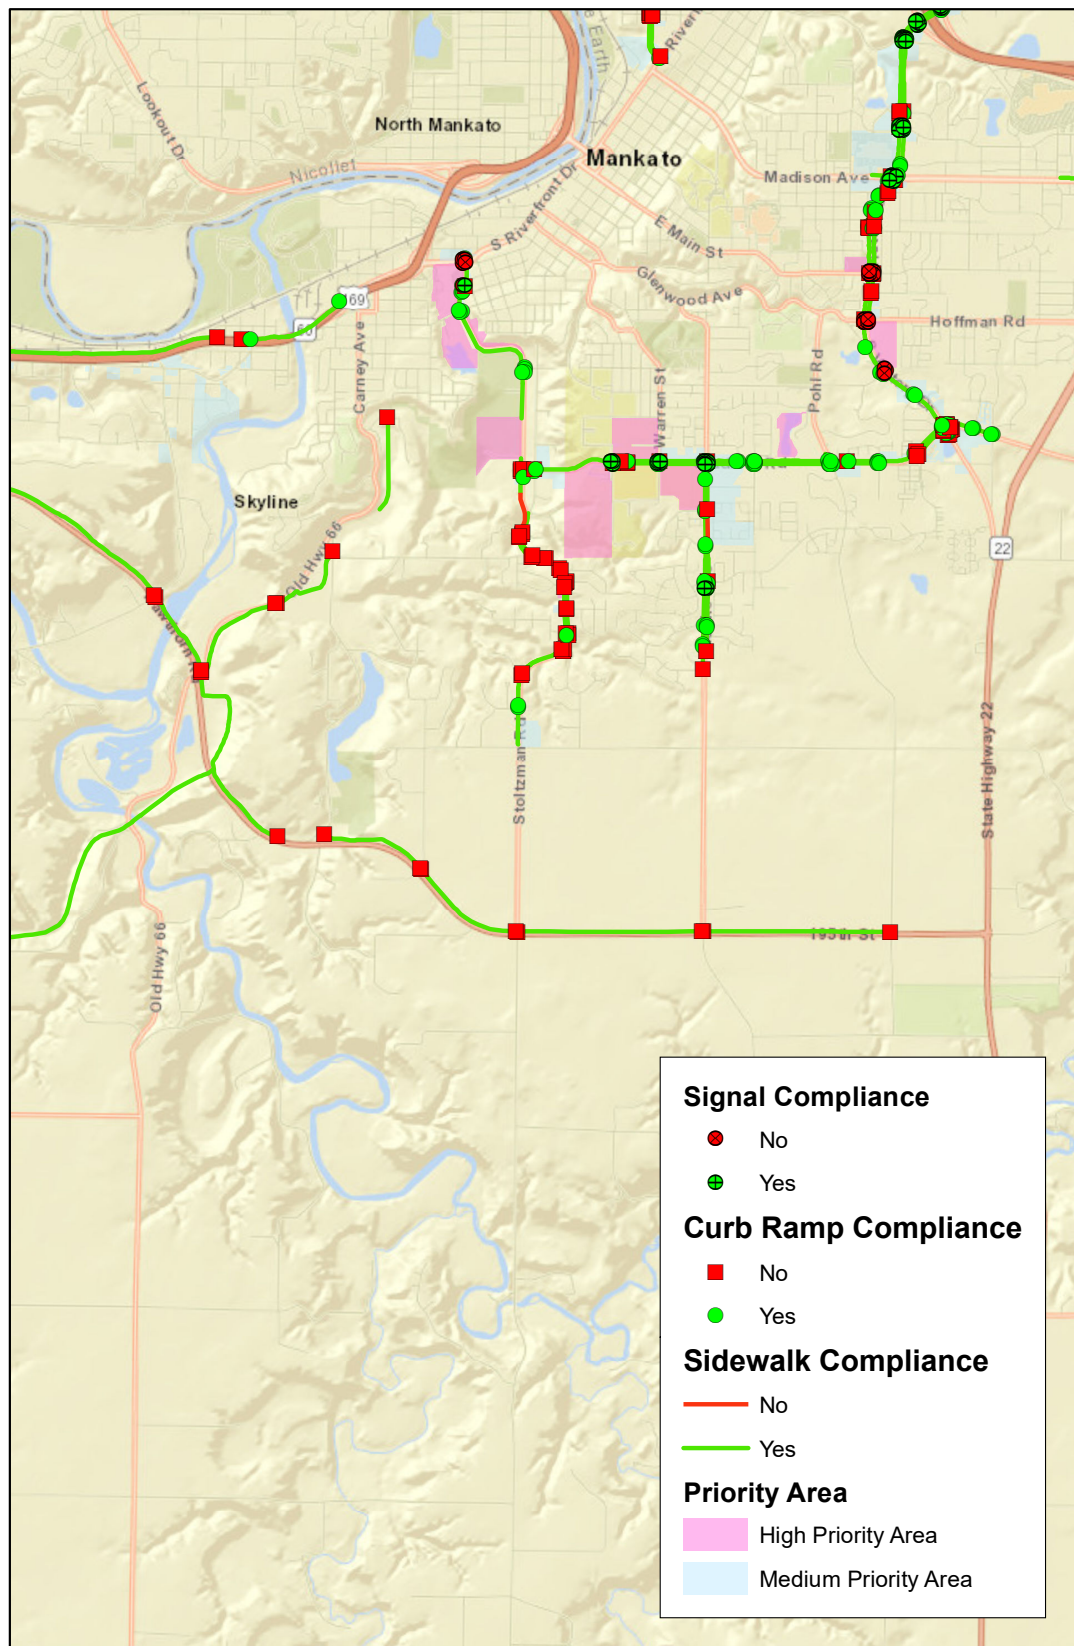 Lookout Dr
North Mankato
Nicollet
Mankato
Madison Ave
S Riverfront Dr
E Main St
Glenwood Ave
Hoffman Rd
169
Carney Ave
Warren St
Pohl Rd
Skyline
Old Hwy 66
22
Stoltzman Rd
State Highway 22
Old Hwy 66
Signal Compliance
No
Yes
Curb Ramp Compliance
No
Yes
Sidewalk Compliance
No
Yes
Priority Area
High Priority Area
Medium Priority Area